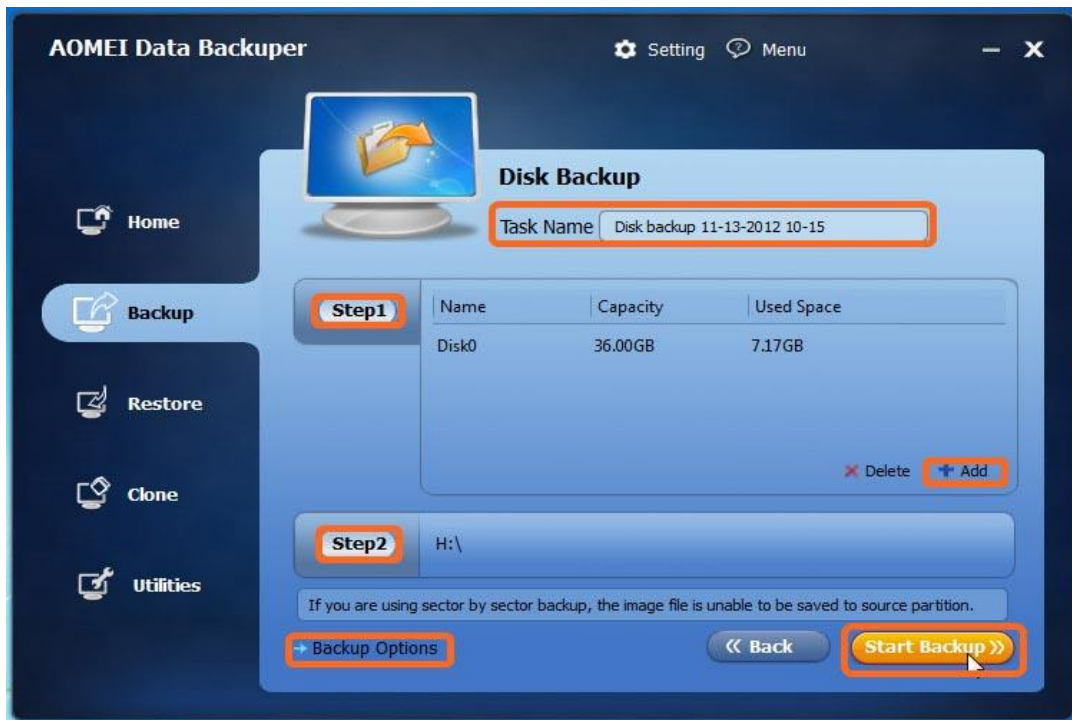 AOMEI Data Backuper
Setting
Menu
Disk Backup
Task Name Disk backup 11-13-2012 10-15
Home
Backup
Restore
Clone
Utilities
Step1
Name Capacity Used Space
Disk0 36.00GB 7.17GB
Delete Add
Step2 H:\
If you are using sector by sector backup, the image file is unable to be saved to source partition.
Backup Options
Back
Start Backup